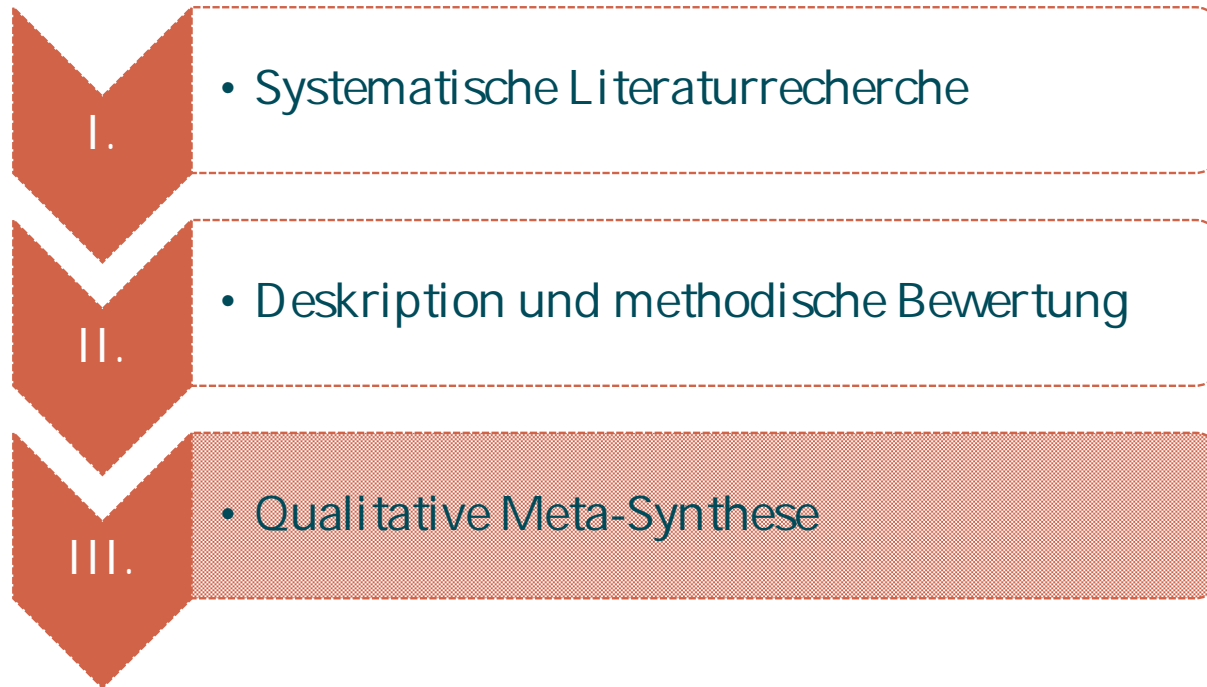 I.
• Systematische Literaturrecherche
II.
• Deskription und methodische Bewertung
III.
• Qualitative Meta-Synthese